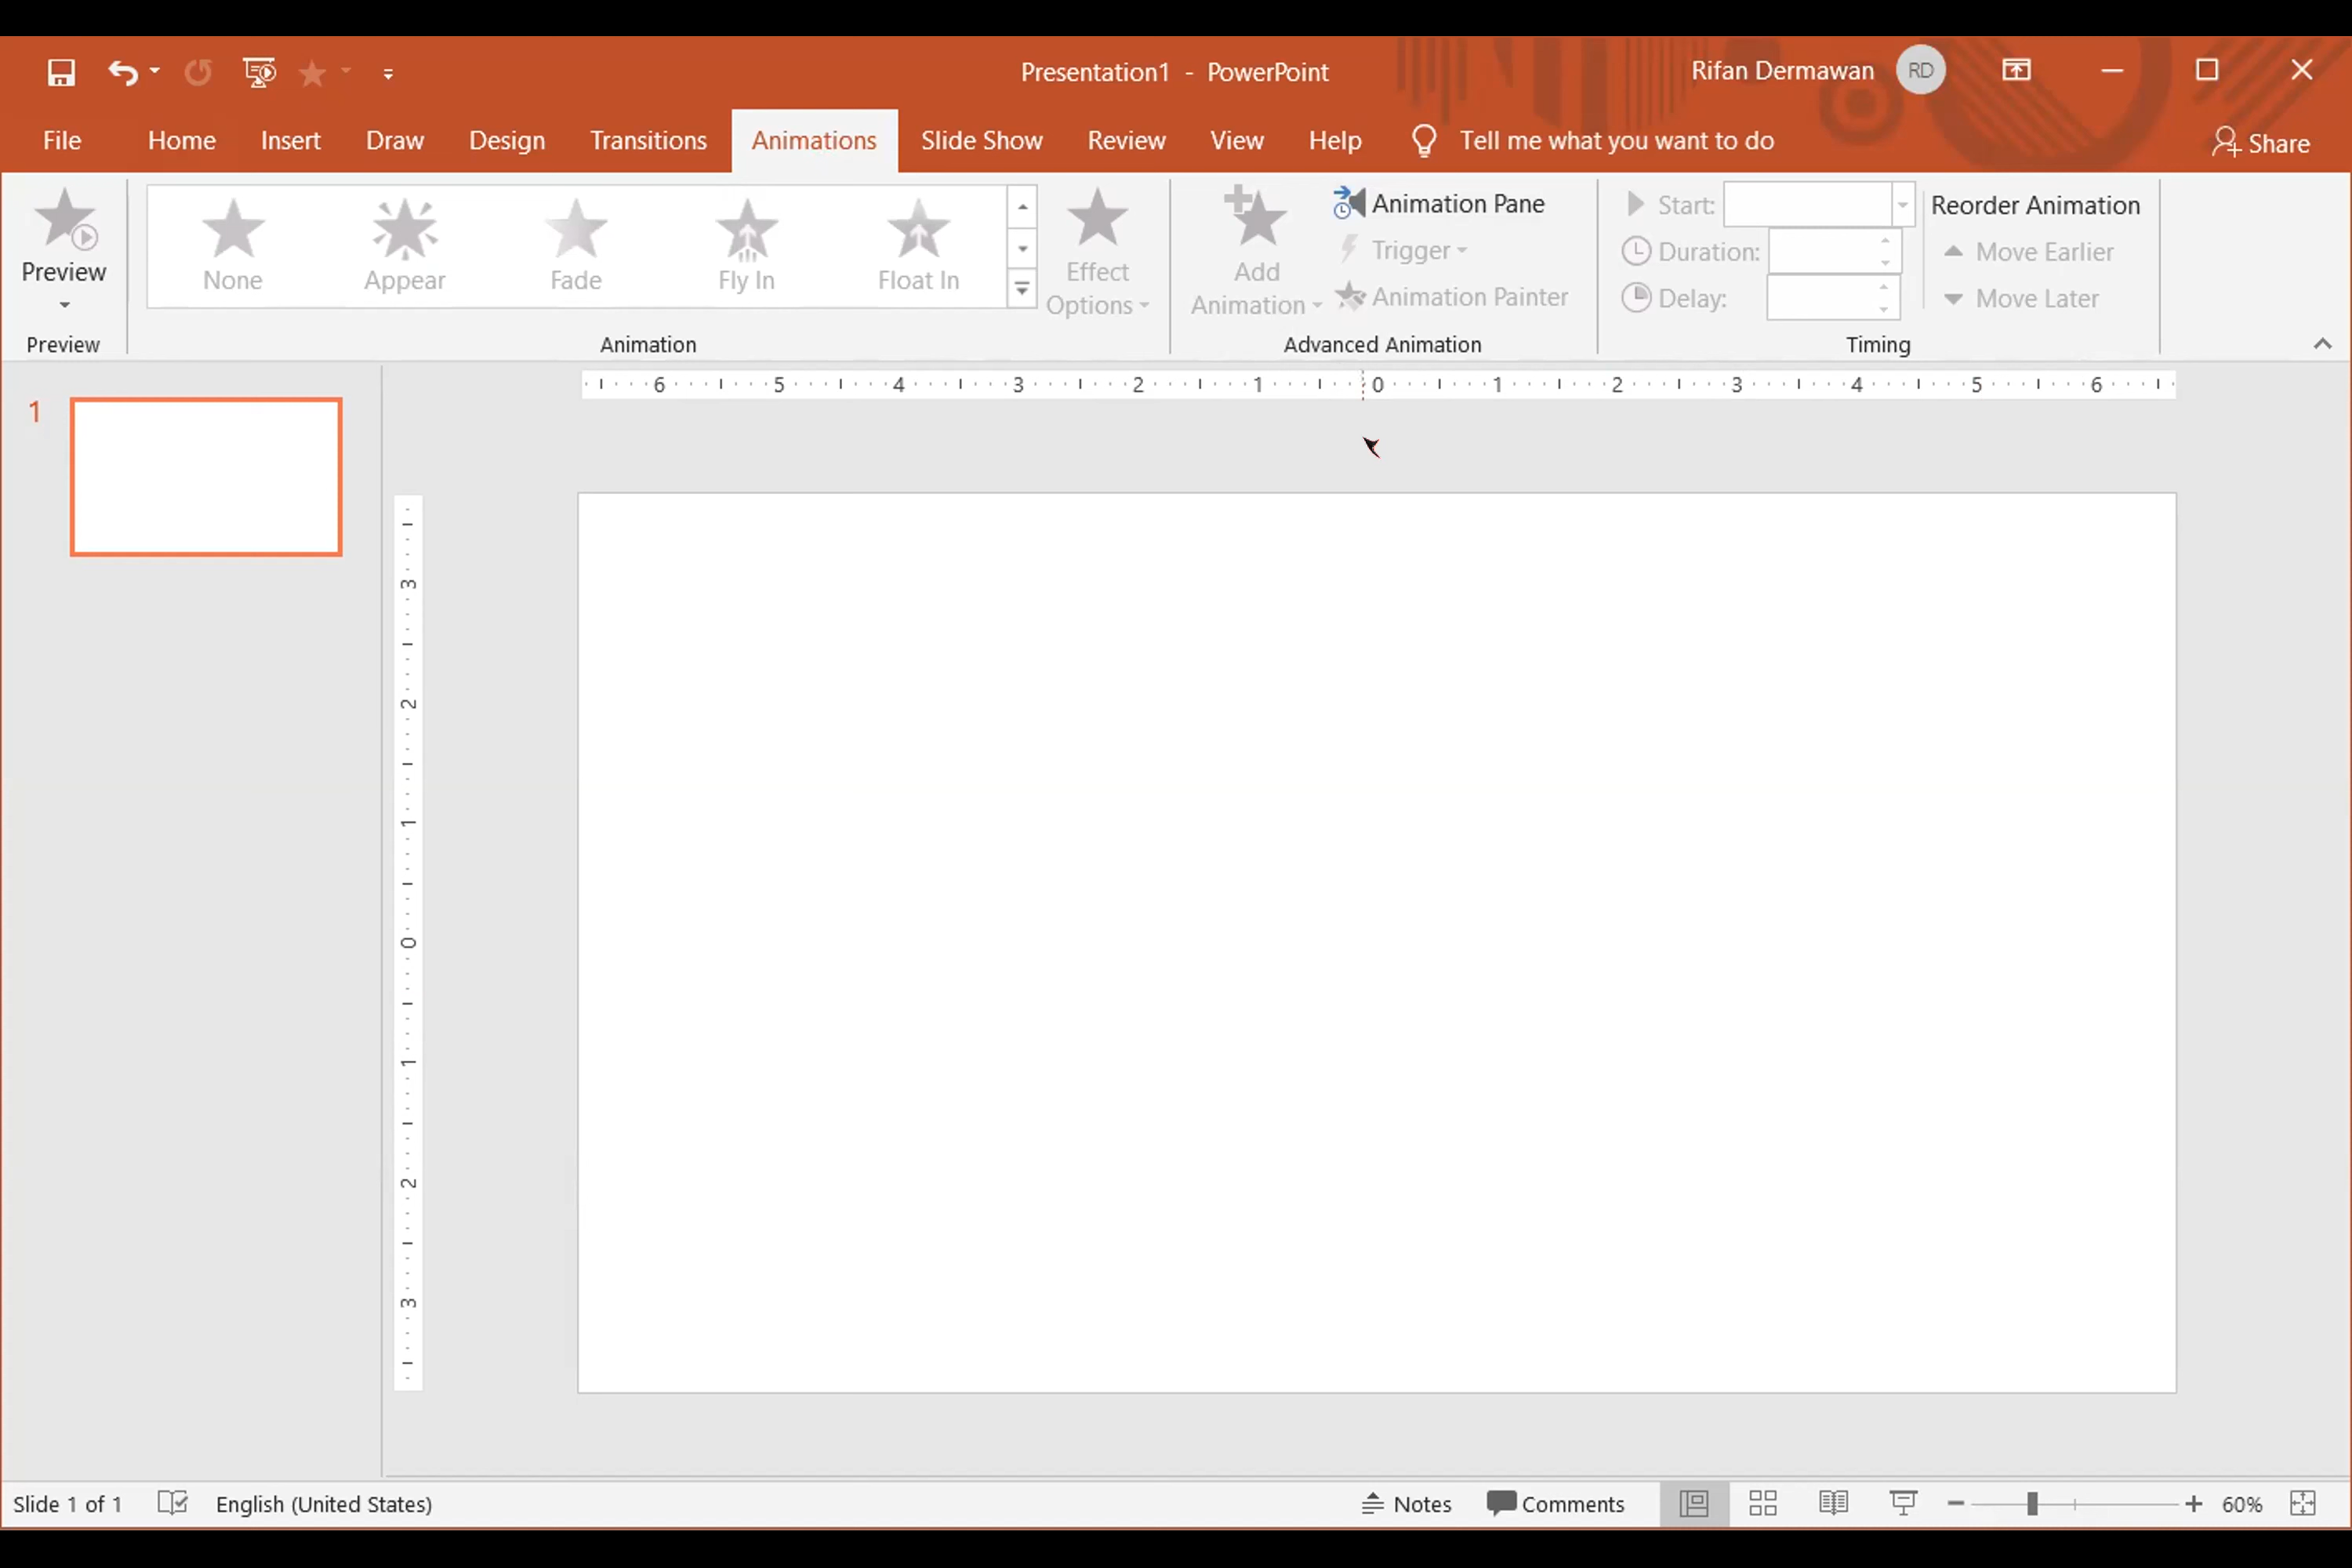 Presentation1 - PowerPoint
Rifan Dermawan RD
File Home Insert Draw Design Transitions Animations Slide Show Review View Help Tell me what you want to do Share
Preview
None Appear Fade Fly In Float In
Effect Options
Add Animation
Animation Pane
Trigger
Animation Painter
Start:
Duration:
Delay:
Reorder Animation
Move Earlier
Move Later
Preview Animation Advanced Animation Timing
6 5 4 3 2 1 0 1 2 3 4 5 6
1
3
2
1
0
1
2
3
Slide 1 of 1 English (United States) Notes Comments 60%